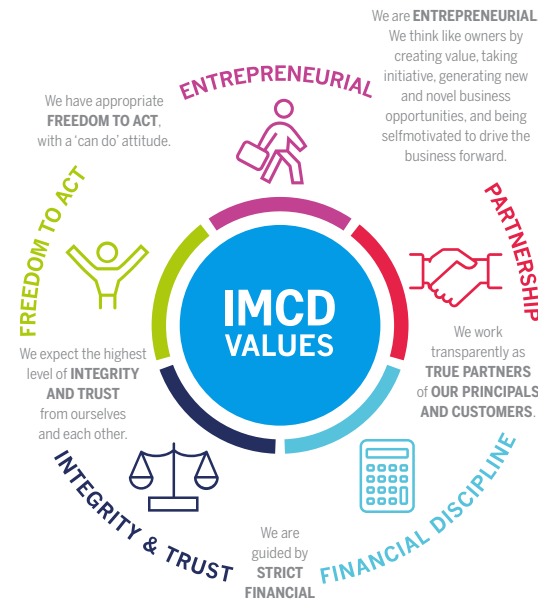 We are ENTREPRENEURIAL
We think like owners by
creating value, taking
initiative, generating new
and novel business
opportunities, and being
selfmotivated to drive the
business forward.
ENTREPRENEURIAL
We have appropriate
FREEDOM TO ACT,
with a ‘can do’ attitude.
FREEDOM TO ACT
PARTNERSHIP
IMCD
VALUES
We work
transparently as
TRUE PARTNERS
of OUR PRINCIPALS
AND CUSTOMERS.
We expect the highest
level of INTEGRITY
AND TRUST
from ourselves
and each other.
INTEGRITY & TRUST
FINANCIAL DISCIPLINE
We are
guided by
STRICT
FINANCIAL